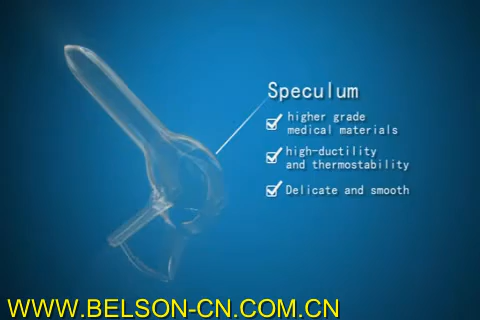 Speculum
higher grade
medical materials
high-ductility
and thermostability
Delicate and smooth
WWW.BELSON-CN.COM.CN